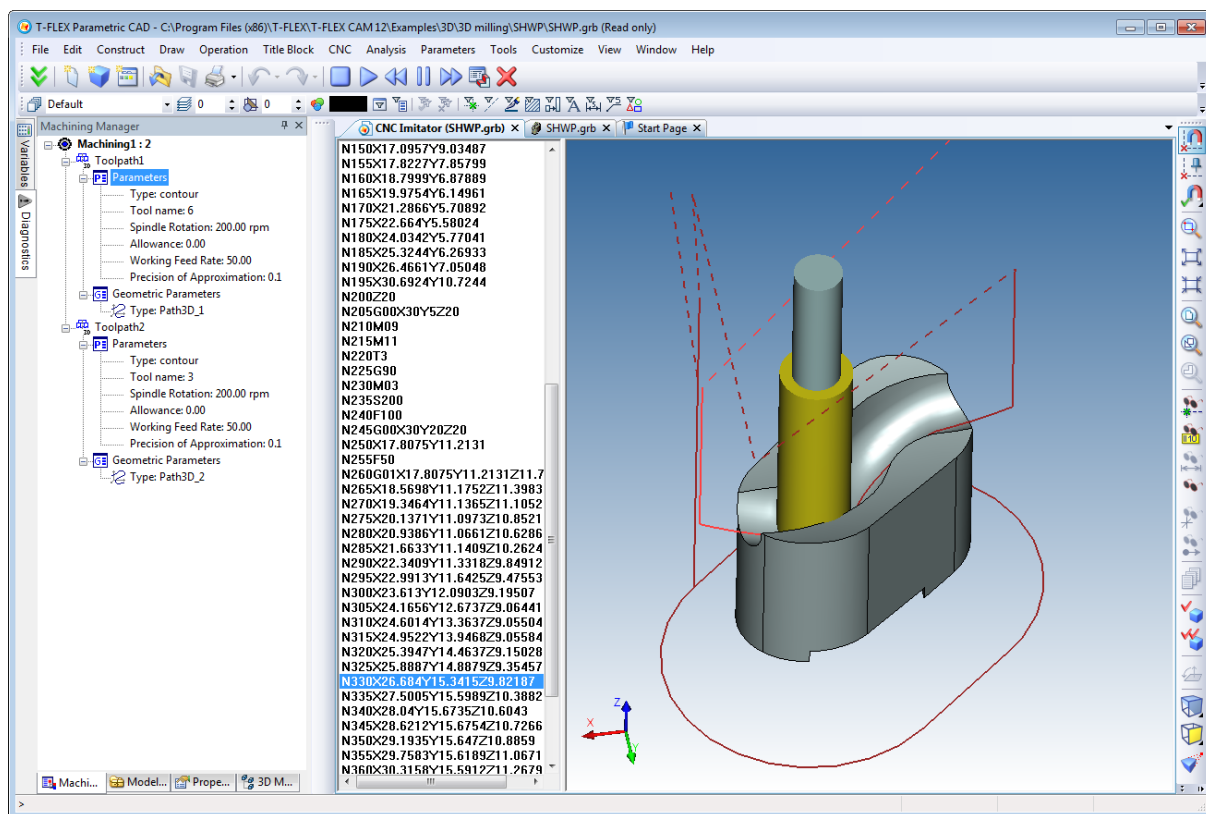 T-FLEX Parametric CAD - C:\Program Files (x86)\T-FLEX\T-FLEX CAM 12\Examples\3D\3D milling\SHWP\SHWP.grb (Read only)
File Edit Construct Draw Operation Title Block CNC Analysis Parameters Tools Customize View Window Help
Default 0 0
Machining Manager
CNC Imitator (SHWP.grb) SHWP.grb Start Page
Variables
Diagnostics
Machining1 : 2
Toolpath1
Parameters
Type: contour
Tool name: 6
Spindle Rotation: 200.00 rpm
Allowance: 0.00
Working Feed Rate: 50.00
Precision of Approximation: 0.1
Geometric Parameters
Type: Path3D_1
Toolpath2
Parameters
Type: contour
Tool name: 3
Spindle Rotation: 200.00 rpm
Allowance: 0.00
Working Feed Rate: 50.00
Precision of Approximation: 0.1
Geometric Parameters
Type: Path3D_2
N150X17.0957Y9.03487
N155X17.8227Y7.85799
N160X18.7999Y6.87889
N165X19.9754Y6.14961
N170X21.2866Y5.70892
N175X22.664Y5.58024
N180X24.0342Y5.77041
N185X25.3244Y6.26933
N190X26.4661Y7.05048
N195X30.6924Y10.7244
N200Z20
N205G00X30Y5Z20
N210M09
N215M11
N220T3
N225G90
N230M03
N235S200
N240F100
N245G00X30Y20Z20
N250X17.8075Y11.2131
N255F50
N260G01X17.8075Y11.2131Z11.7
N265X18.5698Y11.1752Z11.3983
N270X19.3464Y11.1365Z11.1052
N275X20.1371Y11.0973Z10.8521
N280X20.9386Y11.0661Z10.6286
N285X21.6633Y11.1409Z10.2624
N290X22.3409Y11.3318Z9.84912
N295X22.9913Y11.6425Z9.47553
N300X23.613Y12.0903Z9.19507
N305X24.1656Y12.6737Z9.06441
N310X24.6014Y13.3637Z9.05504
N315X24.9522Y13.9468Z9.05584
N320X25.3947Y14.4637Z9.15028
N325X25.8887Y14.8879Z9.35457
N330X26.684Y15.3415Z9.82187
N335X27.5005Y15.5989Z10.3882
N340X28.04Y15.6735Z10.6043
N345X28.6212Y15.6754Z10.7266
N350X29.1935Y15.647Z10.8859
N355X29.7583Y15.6189Z11.0671
N360X30.3158Y15.5912Z11.2679
Z
X
Y
Machi... Model... Prope... 3D M...
>